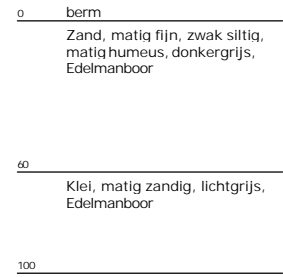 0 berm
Zand, matig fijn, zwak siltig,
matig humeus, donkergrijs,
Edelmanboor
60
Klei, matig zandig, lichtgrijs,
Edelmanboor
100